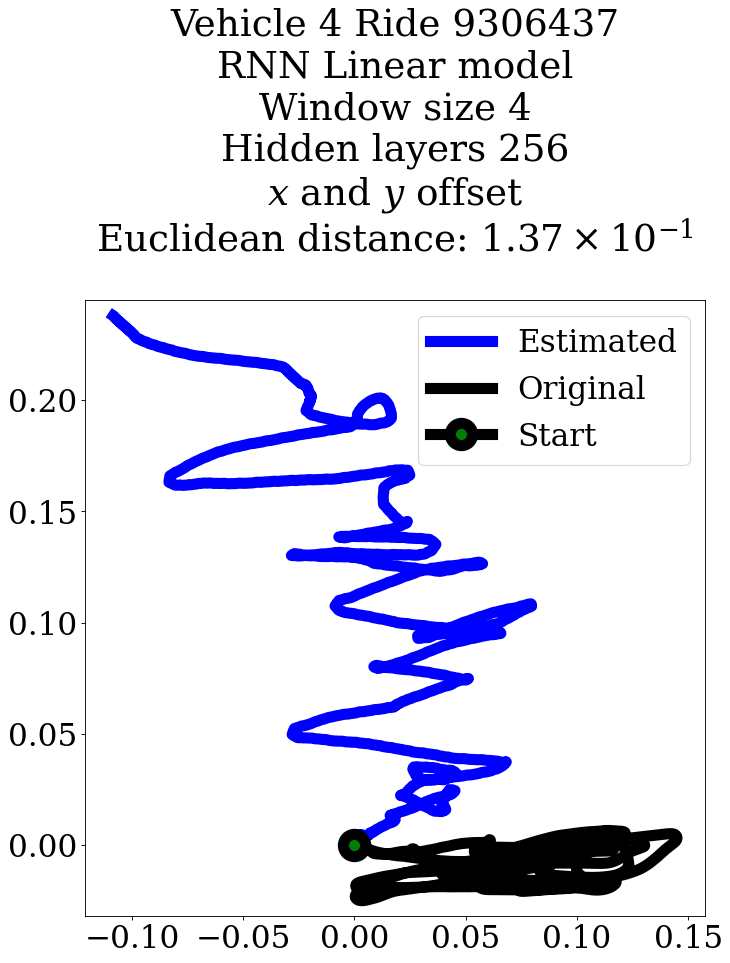 Vehicle 4 Ride 9306437
RNN Linear model
Window size 4
Hidden layers 256
x and y offset
Euclidean distance: 1.37 × 10⁻¹
Estimated
Original
Start
0.20
0.15
0.10
0.05
0.00
−0.10 −0.05 0.00 0.05 0.10 0.15